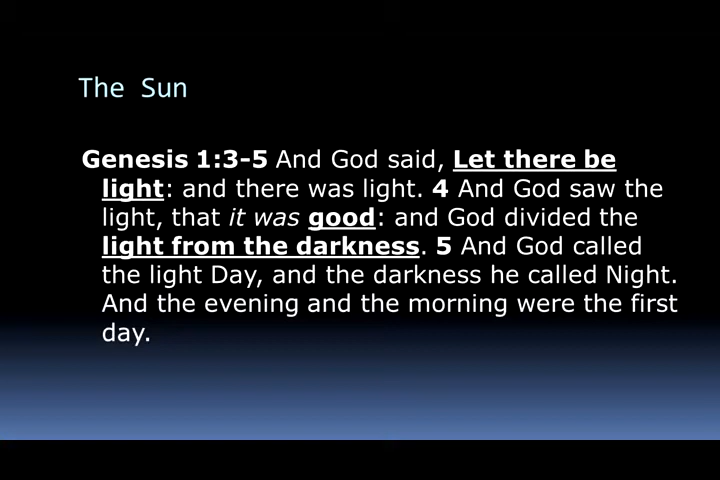 The Sun
Genesis 1:3-5 And God said, Let there be
light: and there was light. 4 And God saw the
light, that it was good: and God divided the
light from the darkness. 5 And God called
the light Day, and the darkness he called Night.
And the evening and the morning were the first
day.